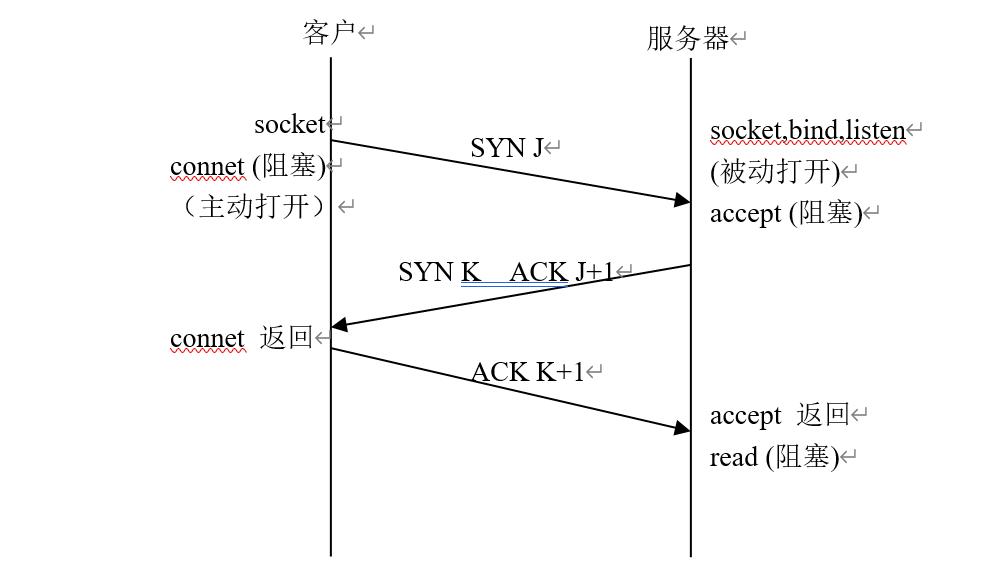 客户
服务器
socket
connet (阻塞)
（主动打开）
SYN J
socket,bind,listen
(被动打开)
accept (阻塞)
SYN K ACK J+1
connet 返回
ACK K+1
accept 返回
read (阻塞)